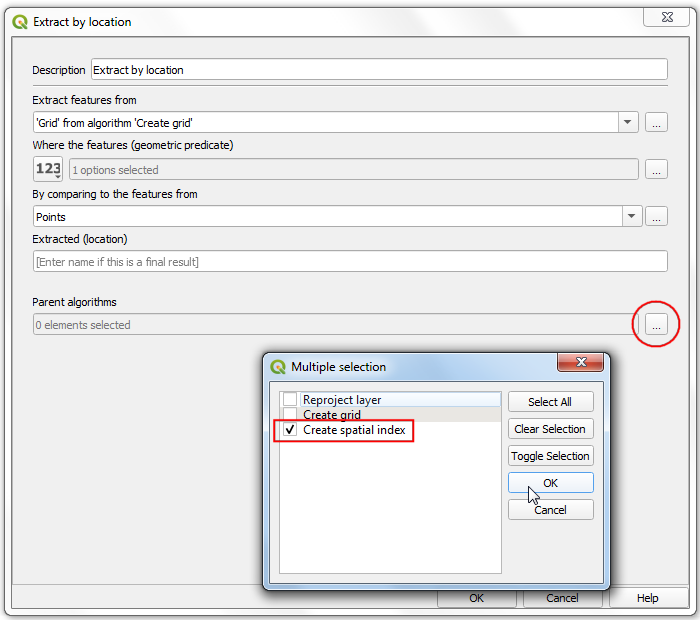 Extract by location
Description Extract by location
Extract features from
'Grid' from algorithm 'Create grid'
...
Where the features (geometric predicate)
123 1 options selected
...
By comparing to the features from
Points
...
Extracted (location)
[Enter name if this is a final result]
Parent algorithms
0 elements selected
...
Multiple selection
Reproject layer
Create grid
Create spatial index
Select All
Clear Selection
Toggle Selection
OK
Cancel
OK
Cancel
Help